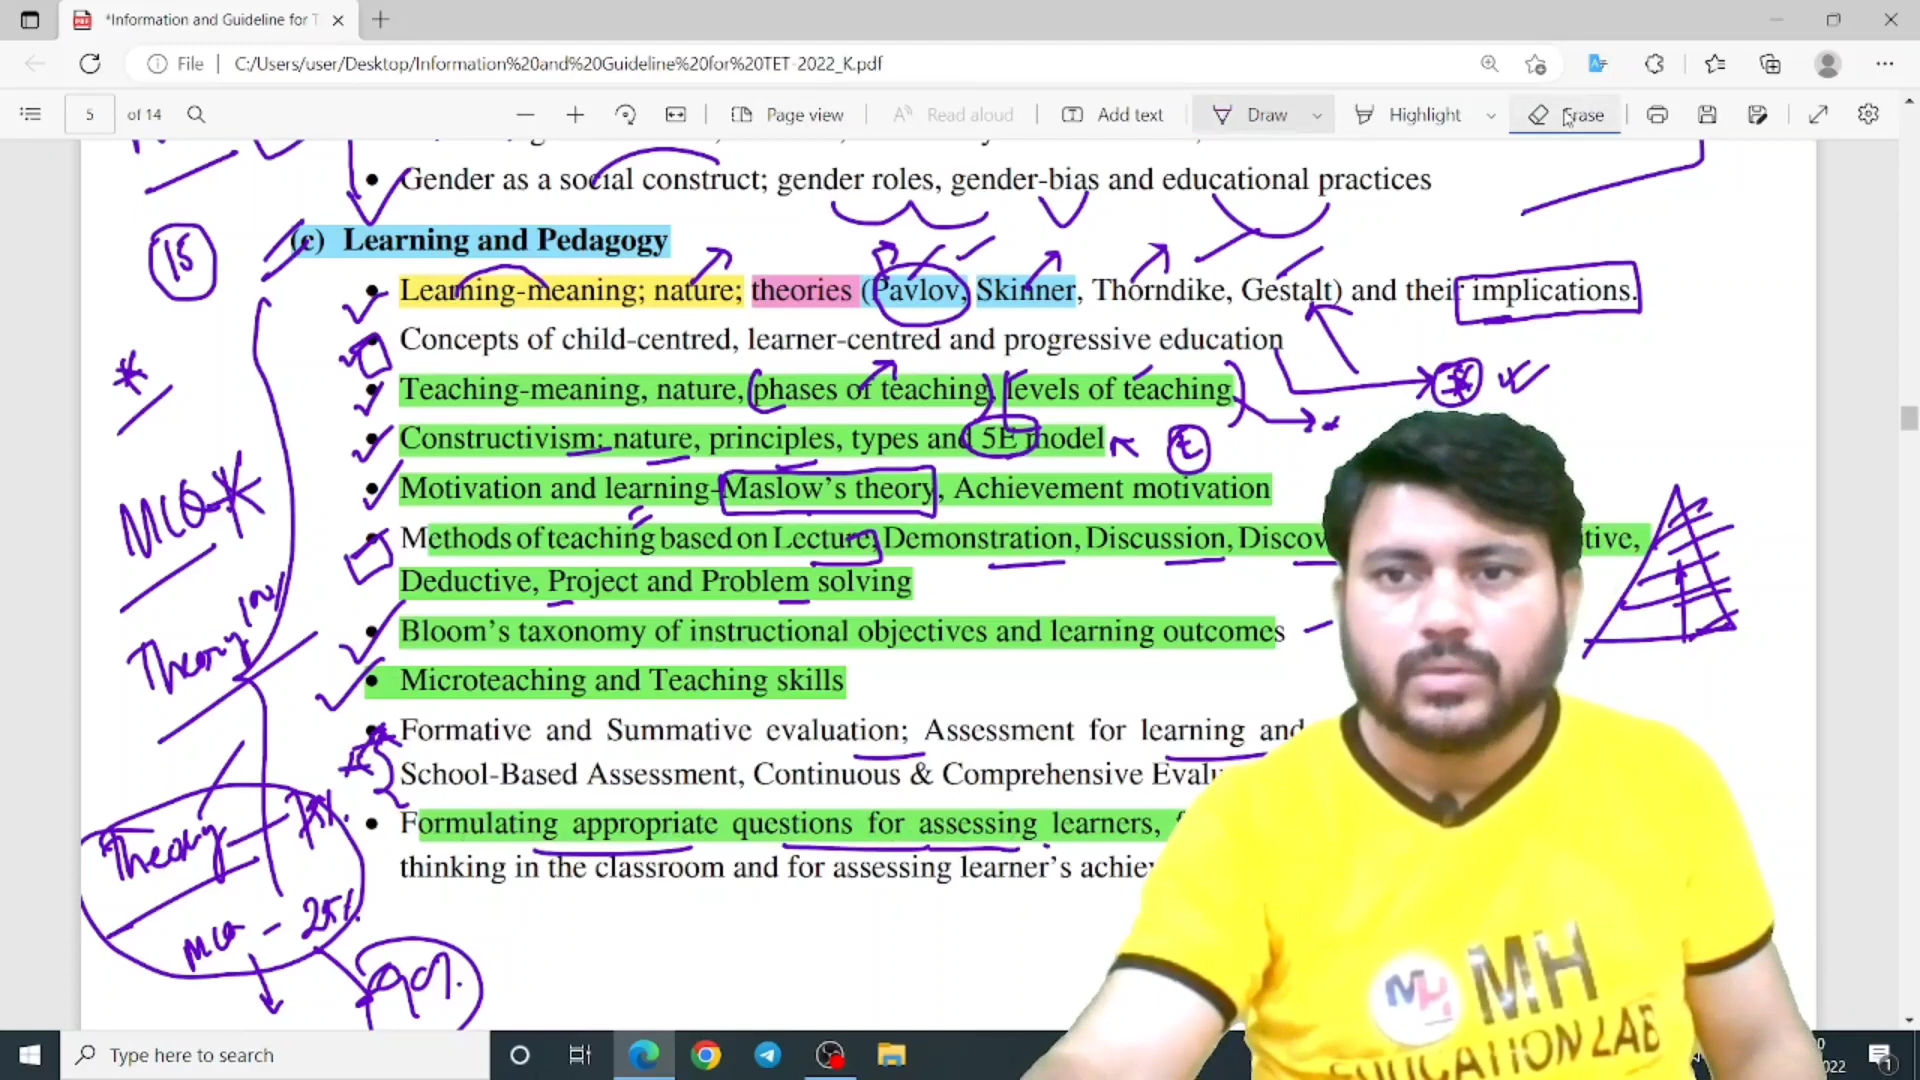 *Information and Guideline for T
File
C:/Users/user/Desktop/Information%20and%20Guideline%20for%20TET-2022_K.pdf
5 of 14
Page view
Read aloud
Add text
Draw
Highlight
Erase
• Gender as a social construct; gender roles, gender-bias and educational practices
15
(c) Learning and Pedagogy
• Learning-meaning; nature; theories (Pavlov, Skinner, Thorndike, Gestalt) and their implications.
• Concepts of child-centred, learner-centred and progressive education
• Teaching-meaning, nature, phases of teaching, levels of teaching
• Constructivism; nature, principles, types and 5E model
• Motivation and learning-Maslow's theory, Achievement motivation
MCQ
• Methods of teaching based on Lecture, Demonstration, Discussion, Discov tive,
Deductive, Project and Problem solving
• Bloom's taxonomy of instructional objectives and learning outcomes
Theory
• Microteaching and Teaching skills
• Formative and Summative evaluation; Assessment for learning and
School-Based Assessment, Continuous & Comprehensive Evalu
• Formulating appropriate questions for assessing learners, f
Theory
thinking in the classroom and for assessing learner's achie
MCQ - 25%
MH
MH
EDUCATION LAB
Type here to search
022
1